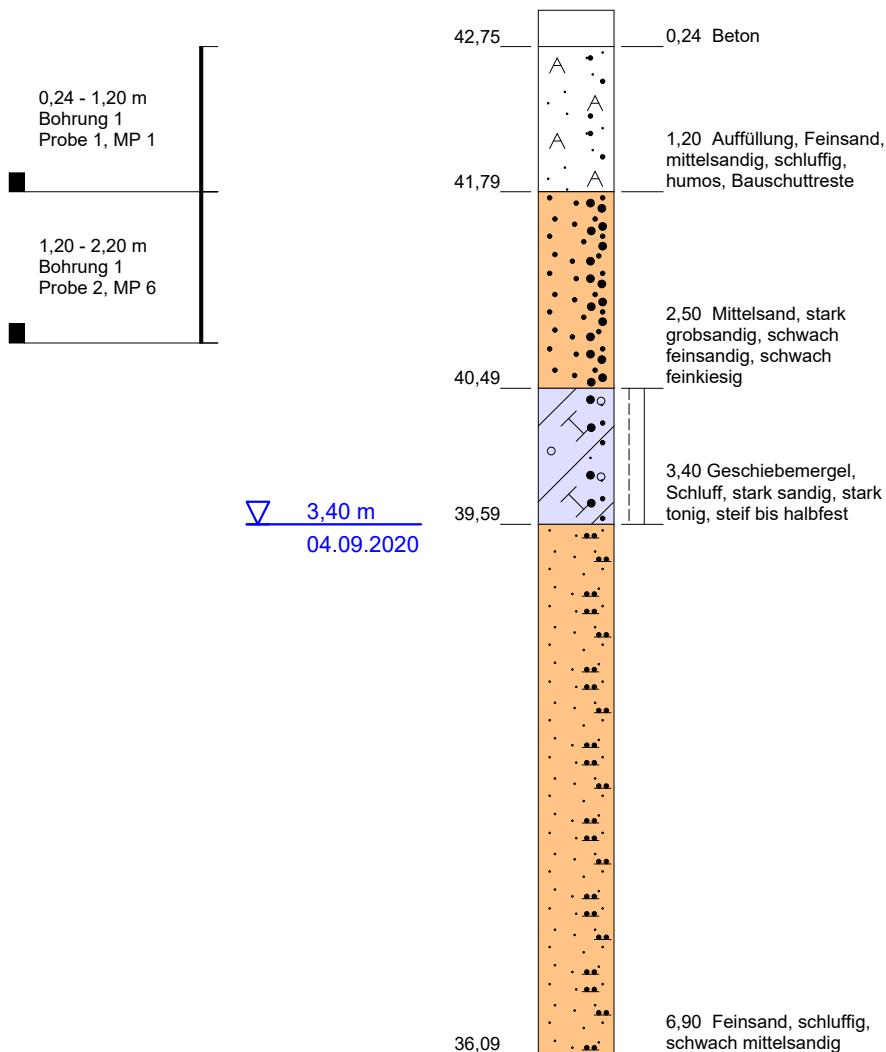 42,75
0,24 Beton
0,24 - 1,20 m
Bohrung 1
Probe 1, MP 1
1,20 Auffüllung, Feinsand,
mittelsandig, schluffig,
humos, Bauschuttreste
41,79
1,20 - 2,20 m
Bohrung 1
Probe 2, MP 6
2,50 Mittelsand, stark
grobsandig, schwach
feinsandig, schwach
feinkiesig
40,49
3,40 Geschiebemergel,
Schluff, stark sandig, stark
tonig, steif bis halbfest
39,59
3,40 m
04.09.2020
6,90 Feinsand, schluffig,
schwach mittelsandig
36,09